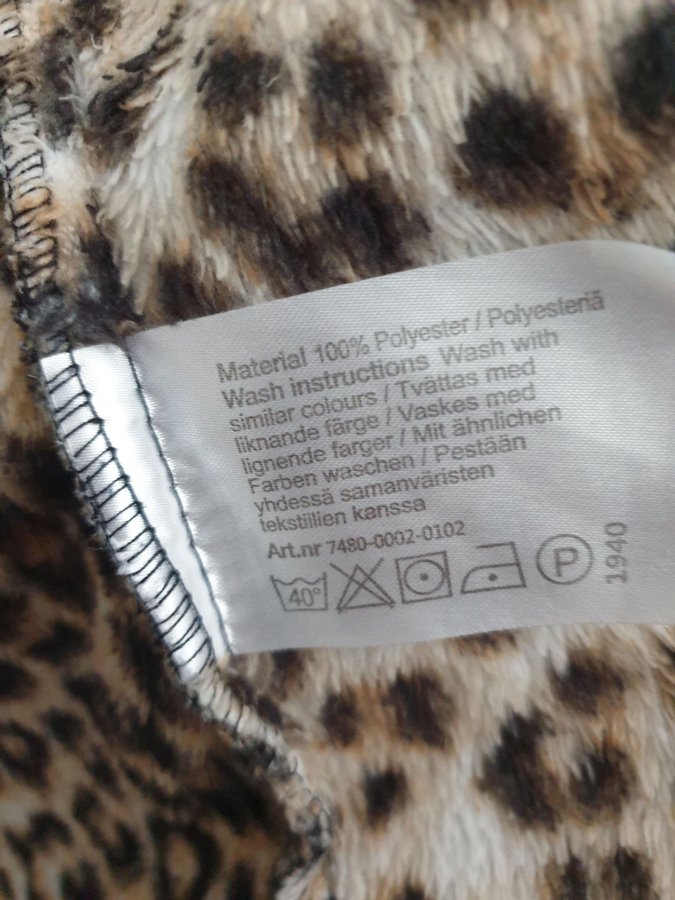 Material 100% Polyester / Polyesteriä
Wash instructions Wash with
similar colours / Tvättas med
liknande färge / Vaskes med
lignende farger / Mit ähnlichen
Farben waschen / Pestään
yhdessä samanväristen
tekstiilien kanssa
Art.nr 7480-0002-0102
40°
P
1940